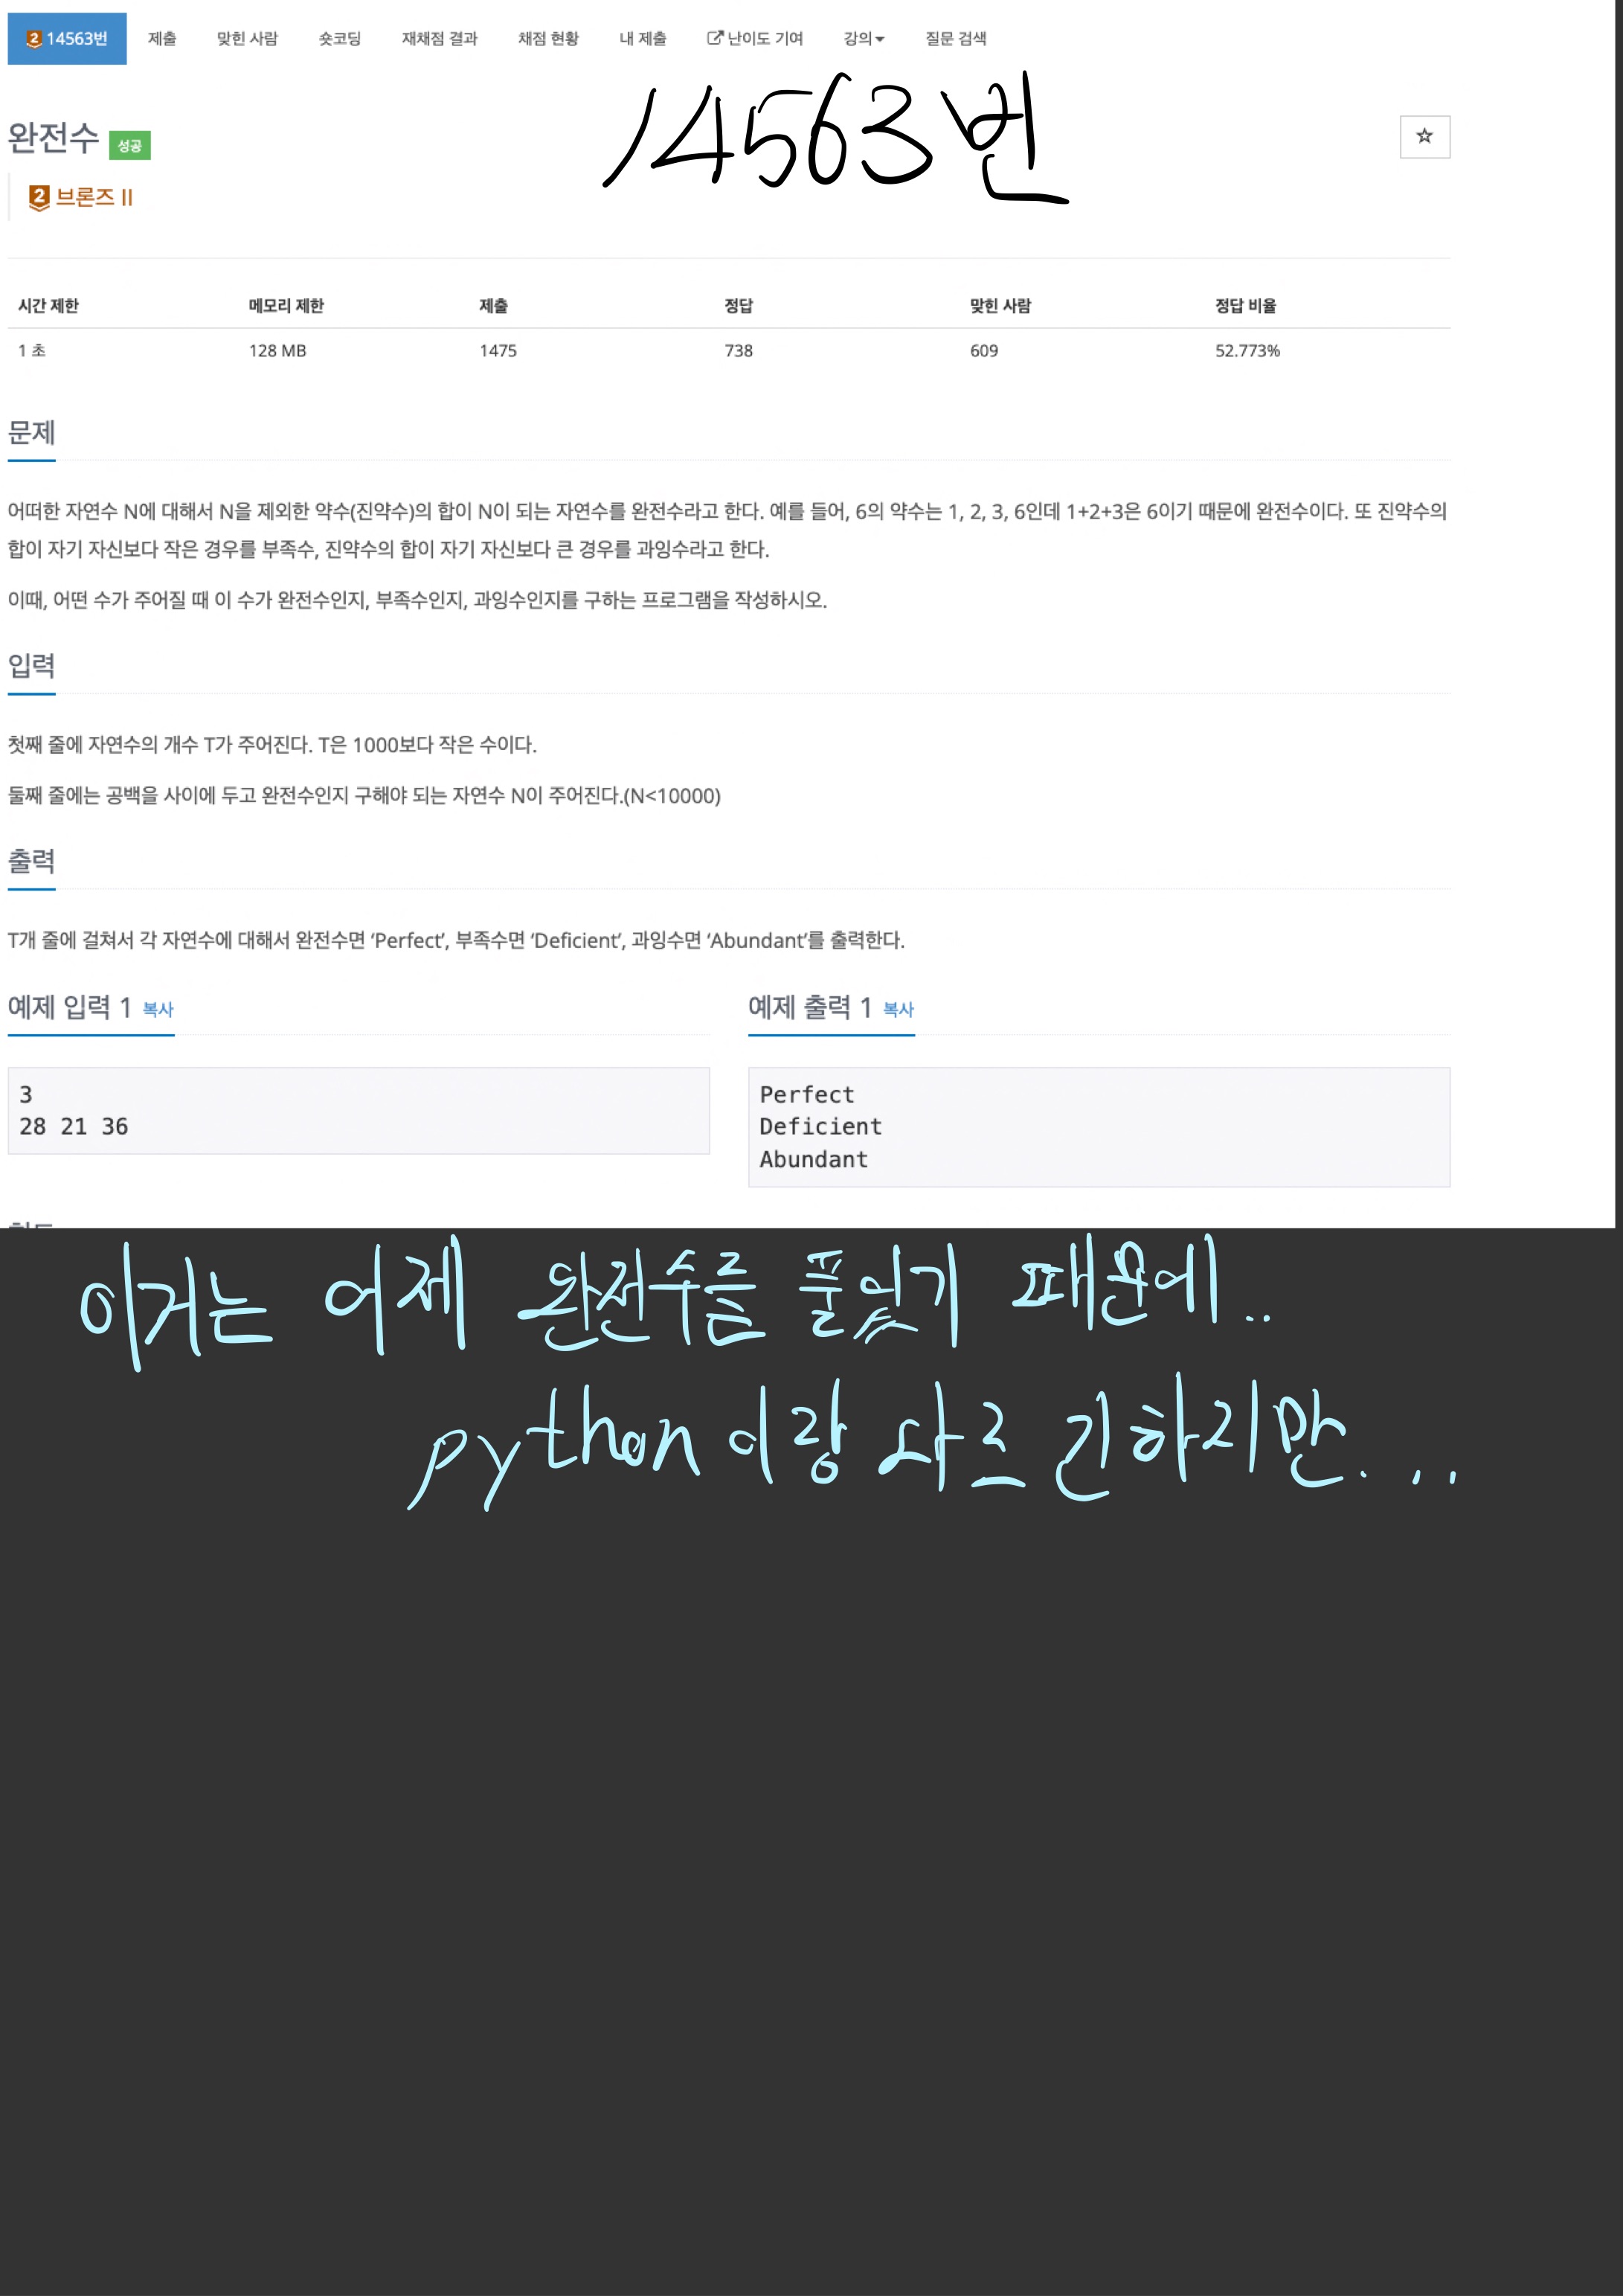 2 14563번 제출 맞힌 사람 숏코딩 재채점 결과 채점 현황 내 제출 난이도 기여 강의 질문 검색
14563번
완전수 성공
2 브론즈 II
시간 제한 메모리 제한 제출 정답 맞힌 사람 정답 비율
1 초 128 MB 1475 738 609 52.773%
문제
어떠한 자연수 N에 대해서 N을 제외한 약수(진약수)의 합이 N이 되는 자연수를 완전수라고 한다. 예를 들어, 6의 약수는 1, 2, 3, 6인데 1+2+3은 6이기 때문에 완전수이다. 또 진약수의
합이 자기 자신보다 작은 경우를 부족수, 진약수의 합이 자기 자신보다 큰 경우를 과잉수라고 한다.
이때, 어떤 수가 주어질 때 이 수가 완전수인지, 부족수인지, 과잉수인지를 구하는 프로그램을 작성하시오.
입력
첫째 줄에 자연수의 개수 T가 주어진다. T은 1000보다 작은 수이다.
둘째 줄에는 공백을 사이에 두고 완전수인지 구해야 되는 자연수 N이 주어진다.(N<10000)
출력
T개 줄에 걸쳐서 각 자연수에 대해서 완전수면 ‘Perfect’, 부족수면 ‘Deficient’, 과잉수면 ‘Abundant’를 출력한다.
예제 입력 1 복사
3
28 21 36
예제 출력 1 복사
Perfect
Deficient
Abundant
이거는 어제 완전수를 풀었기 때문에..
python이랑 사로 긴하지만....